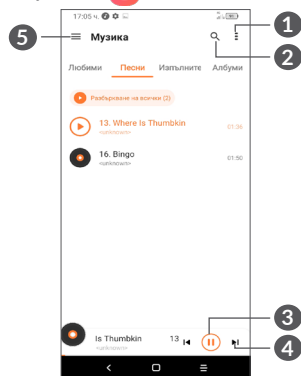 17:05 ч.
Музика
Любими Песни Изпълните Албуми
Разбъркване на всички (2)
13. Where Is Thumbkin
<unknown>
01:36
16. Bingo
<unknown>
01:50
Is Thumbkin 13
<unknown>
1
2
3
4
5